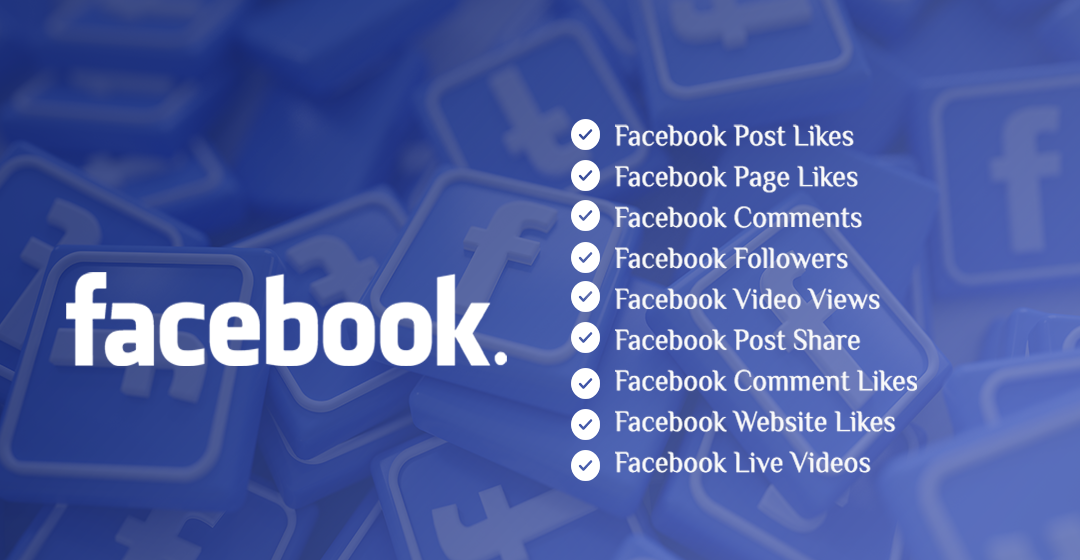 facebook.
Facebook Post Likes
Facebook Page Likes
Facebook Comments
Facebook Followers
Facebook Video Views
Facebook Post Share
Facebook Comment Likes
Facebook Website Likes
Facebook Live Videos